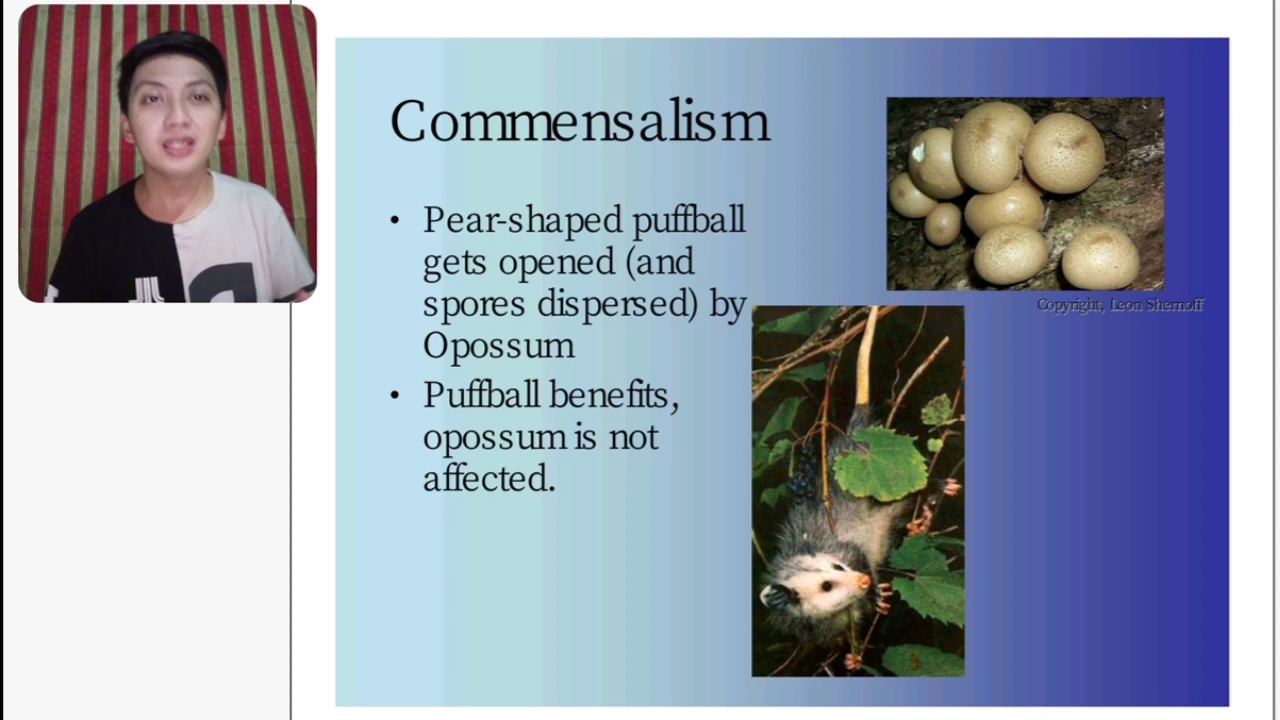 Commensalism
• Pear-shaped puffball
gets opened (and
spores dispersed) by
Opossum
• Puffball benefits,
opossum is not
affected.
Copyright, Leon Shernoff